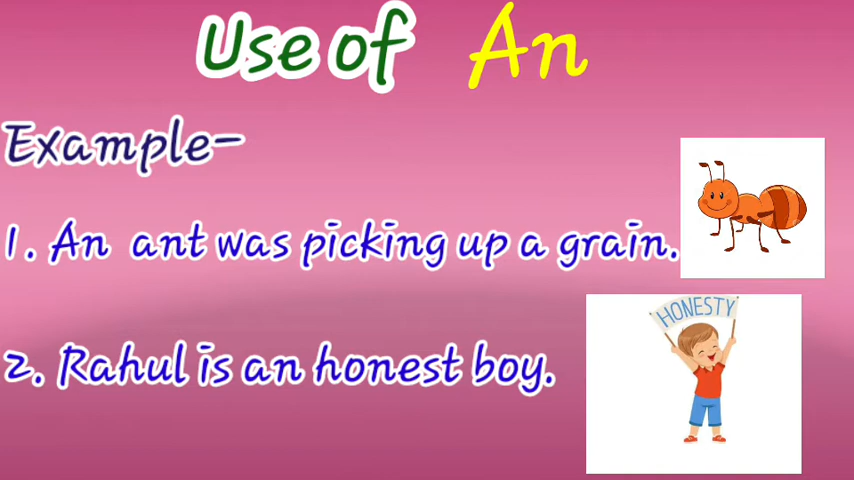 Use of An
Example-
1. An ant was picking up a grain.
HONESTY
2. Rahul is an honest boy.